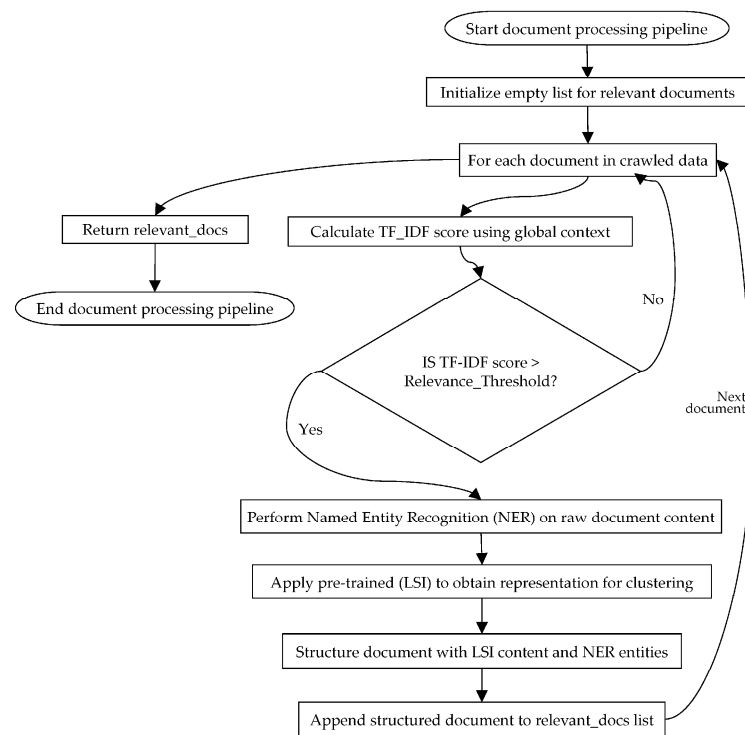 Start document processing pipeline
Initialize empty list for relevant documents
For each document in crawled data
Return relevant_docs
Calculate TF_IDF score using global context
End document processing pipeline
No
IS TF-IDF score >
Relevance_Threshold?
Next
document
Yes
Perform Named Entity Recognition (NER) on raw document content
Apply pre-trained (LSI) to obtain representation for clustering
Structure document with LSI content and NER entities
Append structured document to relevant_docs list